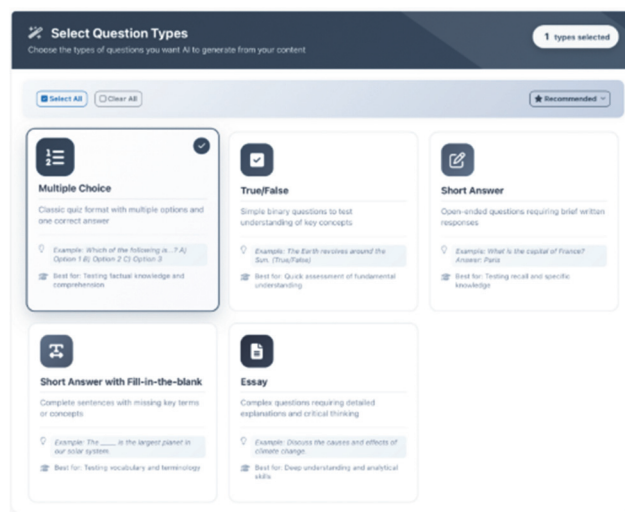 Select Question Types
Choose the types of questions you want AI to generate from your content
1 types selected
Select All
Clear All
Recommended
Multiple Choice
Classic quiz format with multiple options and
one correct answer
Example: Which of the following is...? A)
Option 1 B) Option 2 C) Option 3
Best for: Testing factual knowledge and
comprehension
True/False
Simple binary questions to test
understanding of key concepts
Example: The Earth revolves around the
Sun. (True/False)
Best for: Quick assessment of fundamental
understanding
Short Answer
Open-ended questions requiring brief written
responses
Example: What is the capital of France?
Answer: Paris
Best for: Testing recall and specific
knowledge
Short Answer with Fill-in-the-blank
Complete sentences with missing key terms
or concepts
Example: The ____ is the largest planet in
our solar system.
Best for: Testing vocabulary and terminology
Essay
Complex questions requiring detailed
explanations and critical thinking
Example: Discuss the causes and effects of
climate change.
Best for: Deep understanding and analytical
skills